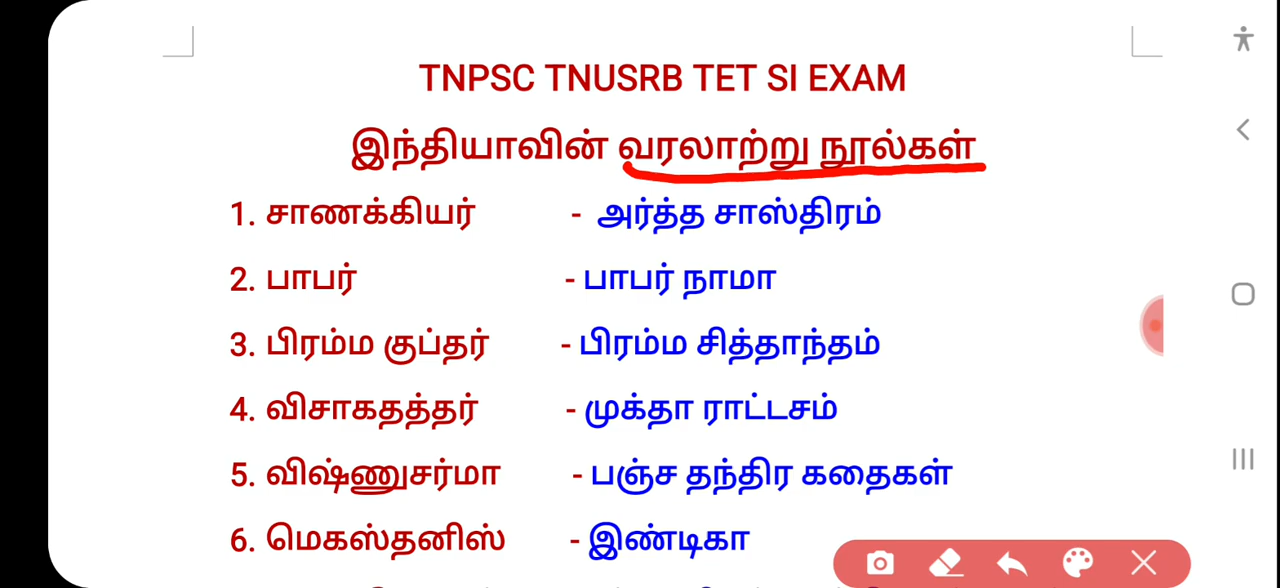 TNPSC TNUSRB TET SI EXAM
இந்தியாவின் வரலாற்று நூல்கள்
1. சாணக்கியர் - அர்த்த சாஸ்திரம்
2. பாபர் - பாபர் நாமா
3. பிரம்ம குப்தர் - பிரம்ம சித்தாந்தம்
4. விசாகதத்தர் - முக்தா ராட்டசம்
5. விஷ்ணுசர்மா - பஞ்ச தந்திர கதைகள்
6. மெகஸ்தனிஸ் - இண்டிகா